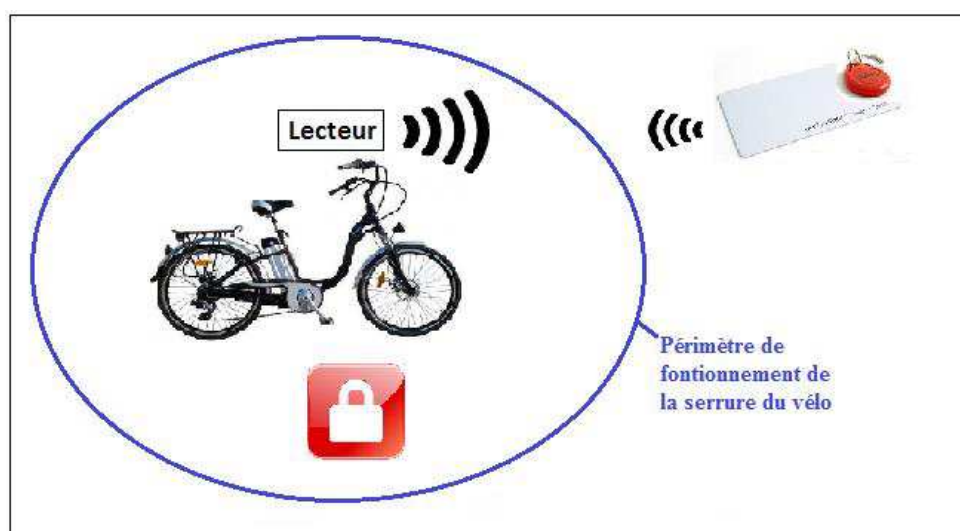 Lecteur
Périmètre de
fontionnement de
la serrure du vélo